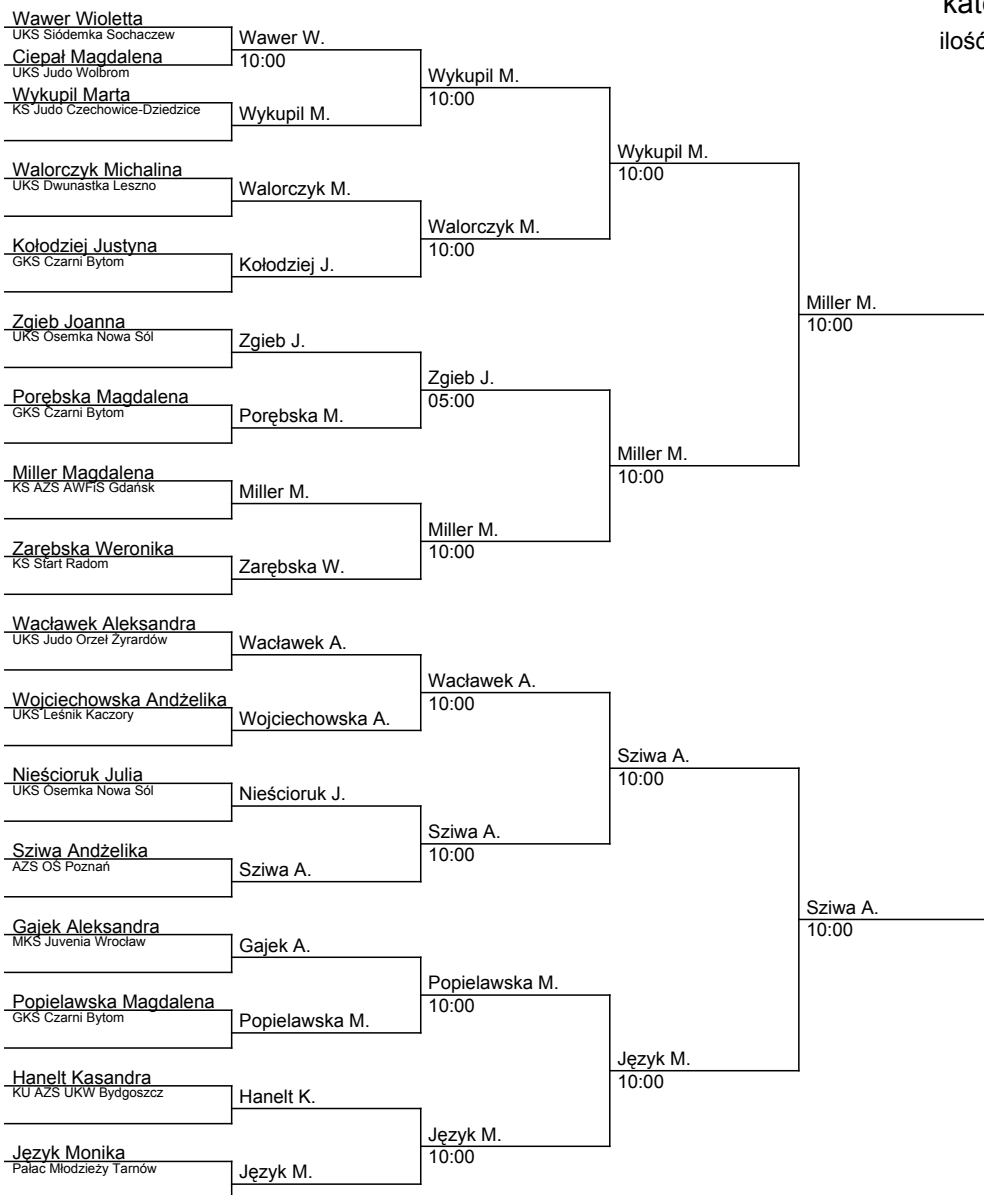 kat
ilość
Wawer Wioletta
UKS Siódemka Sochaczew
Ciepał Magdalena
UKS Judo Wolbrom
Wykupil Marta
KS Judo Czechowice-Dziedzice
Walorczyk Michalina
UKS Dwunastka Leszno
Kołodziej Justyna
GKS Czarni Bytom
Zgieb Joanna
UKS Ósemka Nowa Sól
Porębska Magdalena
GKS Czarni Bytom
Miller Magdalena
KS AZS AWFiS Gdańsk
Zarębska Weronika
KS Start Radom
Wacławek Aleksandra
UKS Judo Orzeł Żyrardów
Wojciechowska Andżelika
UKS Leśnik Kaczory
Nieścioruk Julia
UKS Ósemka Nowa Sól
Sziwa Andżelika
AZS OŚ Poznań
Gajek Aleksandra
MKS Juvenia Wrocław
Popielawska Magdalena
GKS Czarni Bytom
Hanelt Kasandra
KU AZS UKW Bydgoszcz
Język Monika
Pałac Młodzieży Tarnów
Wawer W.
10:00
Wykupil M.
Walorczyk M.
Kołodziej J.
Zgieb J.
Porębska M.
Miller M.
Zarębska W.
Wacławek A.
Wojciechowska A.
Nieścioruk J.
Sziwa A.
Gajek A.
Popielawska M.
Hanelt K.
Język M.
Wykupil M.
10:00
Walorczyk M.
10:00
Zgieb J.
05:00
Miller M.
10:00
Wacławek A.
10:00
Sziwa A.
10:00
Popielawska M.
10:00
Język M.
10:00
Wykupil M.
10:00
Miller M.
10:00
Sziwa A.
10:00
Język M.
10:00
Miller M.
10:00
Sziwa A.
10:00